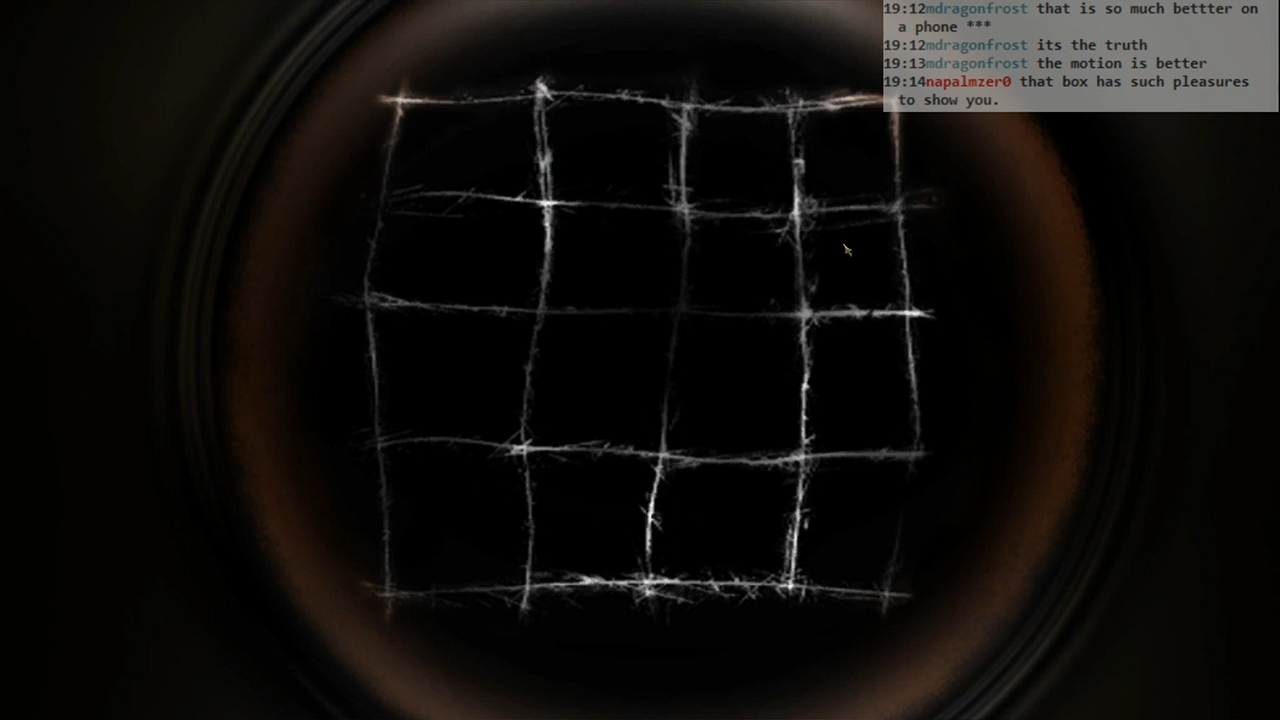 19:12mdragonfrost that is so much bettter on
a phone ***
19:12mdragonfrost its the truth
19:13mdragonfrost the motion is better
19:14napalmzer0 that box has such pleasures
to show you.